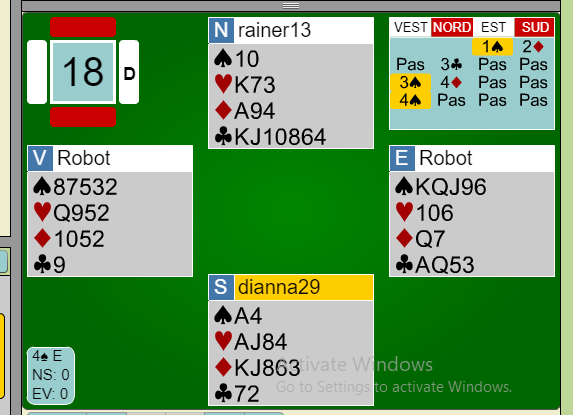 18 D
N rainer13
♠10
♥K73
♦A94
♣KJ10864
VEST NORD EST SUD
1♠ 2♦
Pas 3♣ Pas Pas
3♠ 4♦ Pas Pas
4♠ Pas Pas Pas
V Robot
♠87532
♥Q952
♦1052
♣9
E Robot
♠KQJ96
♥106
♦Q7
♣AQ53
S dianna29
♠A4
♥AJ84
♦KJ863
♣72
4♠ E
NS: 0
EV: 0
Activate Windows
Go to Settings to activate Windows.